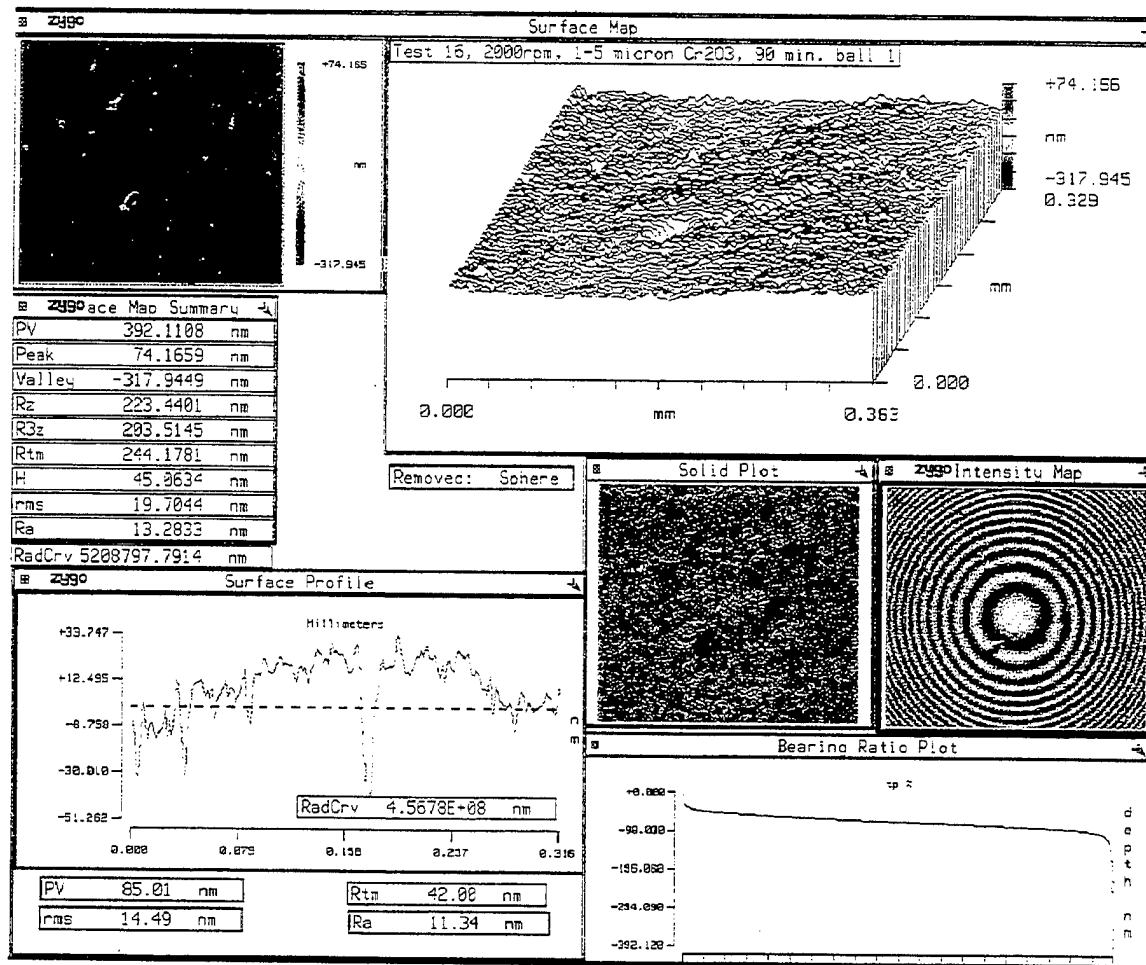 zygo
Surface Map
+74.165
nm
-317.945
Test 16, 2000rpm, 1-5 micron Cr2O3, 90 min. ball 1
+74.156
nm
-317.945
0.329
mm
0.000
0.000
mm
0.363
zygo ace Map Summary
PV 392.1108 nm
Peak 74.1659 nm
Valley -317.9449 nm
Rz 223.4401 nm
R3z 203.5145 nm
Rtm 244.1781 nm
H 45.0634 nm
rms 19.7044 nm
Ra 13.2833 nm
RadCrv 5208797.7914 nm
Removec: Sohere
Solid Plot
zygo Intensity Map
zygo Surface Profile
Millimeters
+33.747
+12.495
-8.758
-30.010
-51.262
RadCrv 4.5678E+08 nm
0.000
0.079
0.158
0.237
0.316
PV 85.01 nm
rms 14.49 nm
Rtm 42.00 nm
Ra 11.34 nm
Bearing Ratio Plot
tp %
+0.000
-98.030
-294.090
-392.120
depth nm